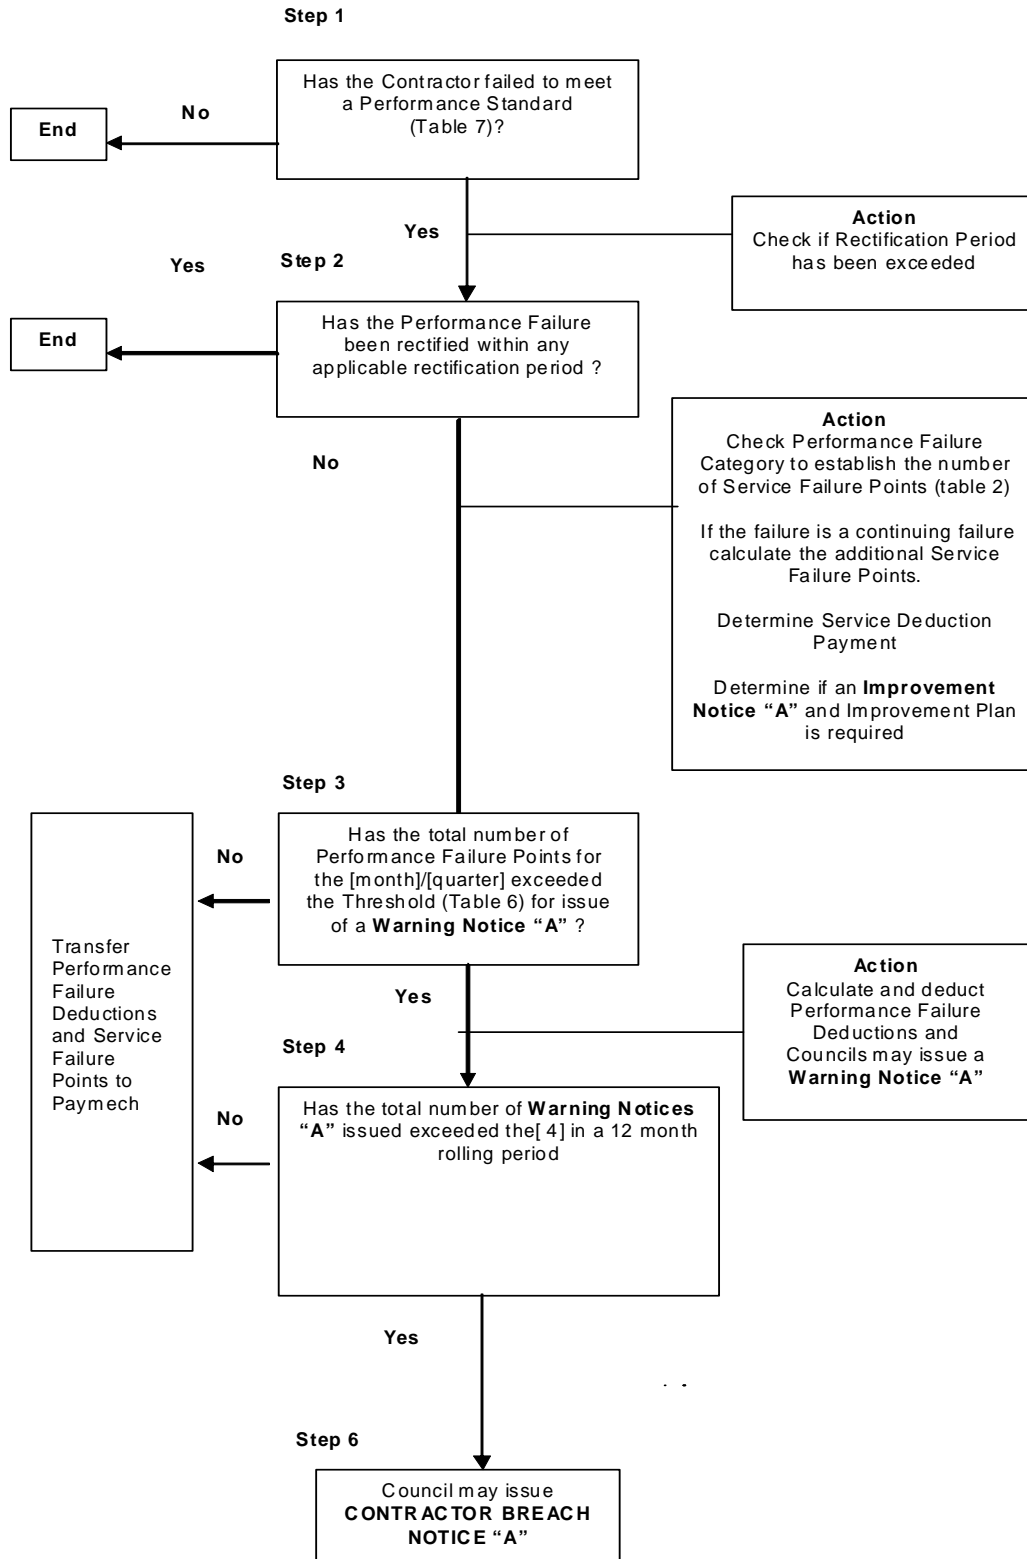 Step 1
Has the Contractor failed to meet
a Performance Standard
(Table 7)?
No
End
Yes
Action
Check if Rectification Period
has been exceeded
Step 2
Yes
Has the Performance Failure
been rectified within any
applicable rectification period ?
End
No
Action
Check Performance Failure
Category to establish the number
of Service Failure Points (table 2)
If the failure is a continuing failure
calculate the additional Service
Failure Points.
Determine Service Deduction
Payment
Determine if an Improvement
Notice “A” and Improvement Plan
is required
Step 3
Has the total number of
Performance Failure Points for
the [month]/[quarter] exceeded
the Threshold (Table 6) for issue
of a Warning Notice “A” ?
No
Transfer
Performance
Failure
Deductions
and Service
Failure
Points to
Paymech
Yes
Action
Calculate and deduct
Performance Failure
Deductions and
Councils may issue a
Warning Notice “A”
Step 4
Has the total number of Warning Notices
“A” issued exceeded the[ 4] in a 12 month
rolling period
No
Yes
Step 6
Council may issue
CONTRACTOR BREACH
NOTICE “A”